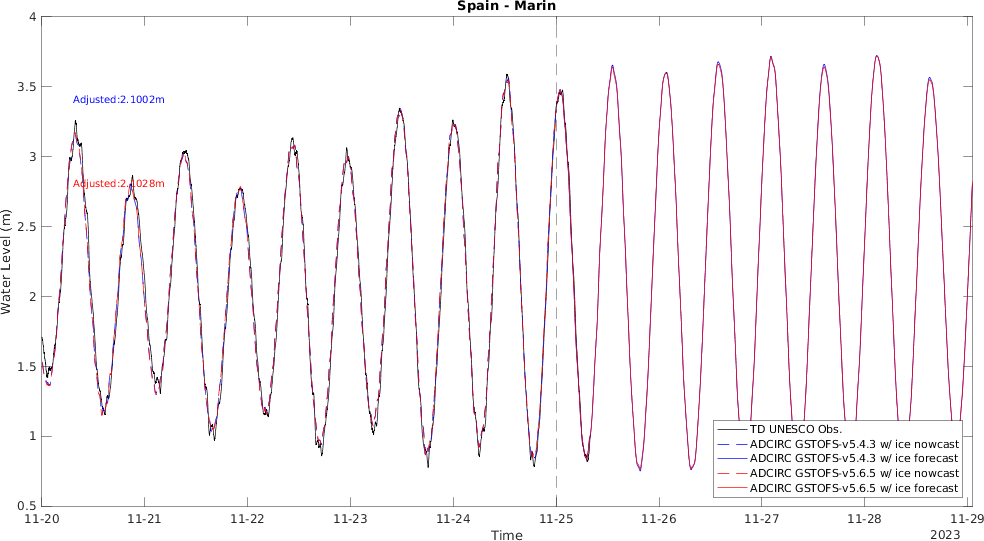 Spain - Marin
4
3.5
3
2.5
2
1.5
1
0.5
Water Level (m)
Adjusted:2.1002m
Adjusted:2.1028m
TD UNESCO Obs.
ADCIRC GSTOFS-v5.4.3 w/ ice nowcast
ADCIRC GSTOFS-v5.4.3 w/ ice forecast
ADCIRC GSTOFS-v5.6.5 w/ ice nowcast
ADCIRC GSTOFS-v5.6.5 w/ ice forecast
11-20 11-21 11-22 11-23 11-24 11-25 11-26 11-27 11-28 11-29
2023
Time